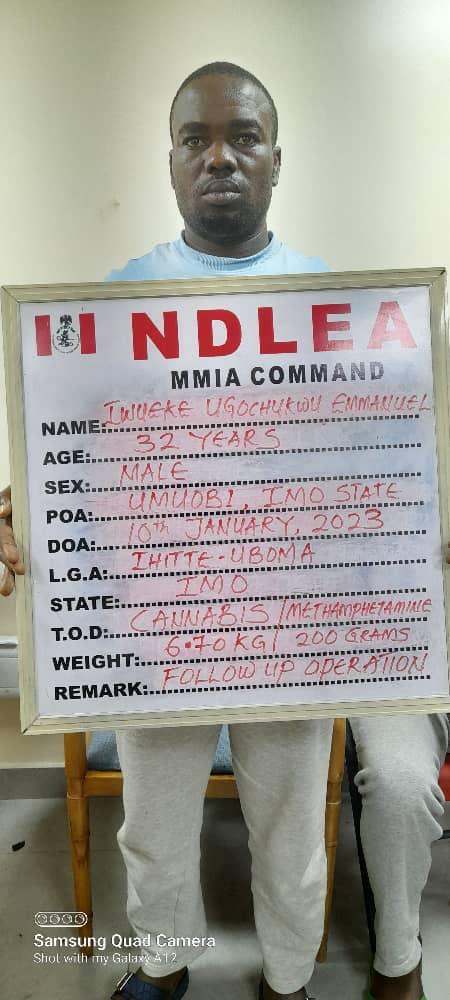 NDLEA
MMIA COMMAND
NAME: IWUEKE UGOCHUKWU EMMANUEL
AGE: 32 YEARS
SEX: MALE
POA: UMUOBI, IMO STATE
DOA: 10th JANUARY, 2023
L.G.A: IHITTE-UBOMA
STATE: IMO
T.O.D: CANNABIS/METHAMPHETAMINE
WEIGHT: 6.70KG/ 200 GRAMS
REMARK: FOLLOW UP OPERATION
Samsung Quad Camera
Shot with my Galaxy A12